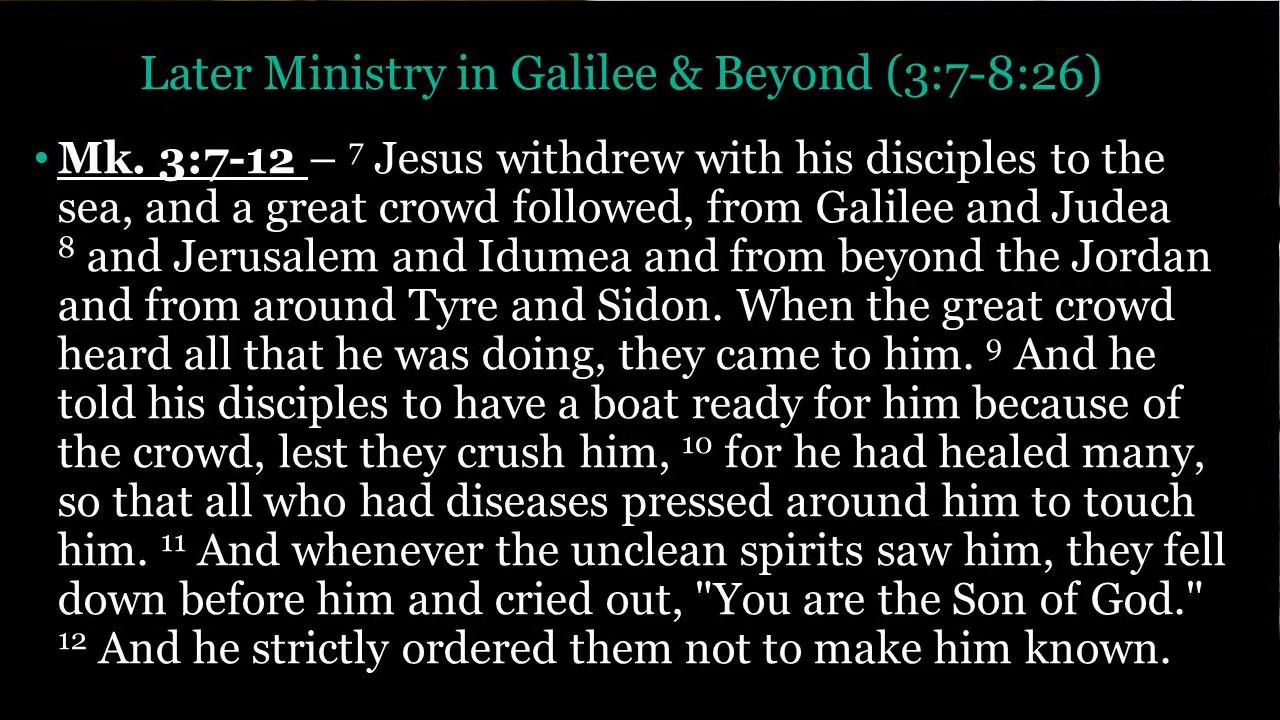 Later Ministry in Galilee & Beyond (3:7-8:26)
• Mk. 3:7-12 – 7 Jesus withdrew with his disciples to the
sea, and a great crowd followed, from Galilee and Judea
8 and Jerusalem and Idumea and from beyond the Jordan
and from around Tyre and Sidon. When the great crowd
heard all that he was doing, they came to him. 9 And he
told his disciples to have a boat ready for him because of
the crowd, lest they crush him, 10 for he had healed many,
so that all who had diseases pressed around him to touch
him. 11 And whenever the unclean spirits saw him, they fell
down before him and cried out, "You are the Son of God."
12 And he strictly ordered them not to make him known.